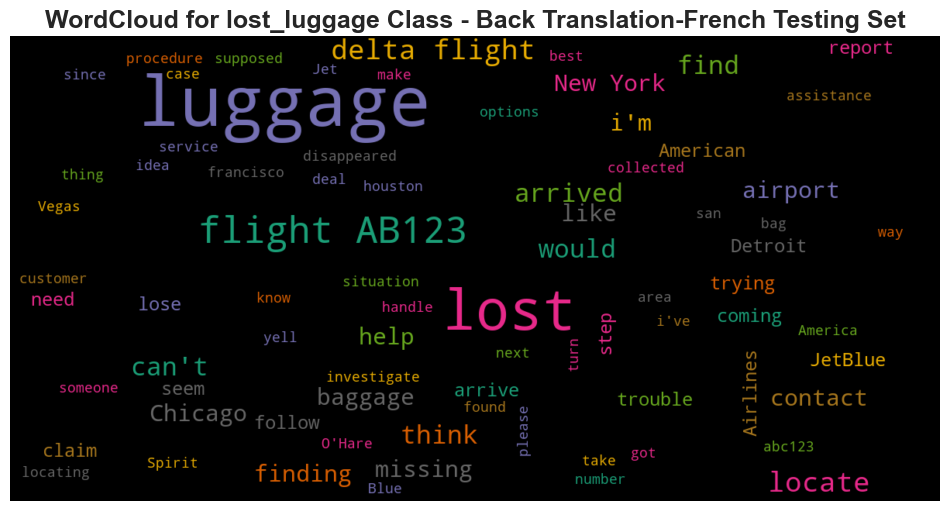 WordCloud for lost_luggage Class - Back Translation-French Testing Set
delta flight
report
procedure
supposed
best
find
since
case
Jet
make
New York
luggage
assistance
options
i'm
service
disappeared
American
idea
collected
thing
francisco
deal
houston
arrived
airport
Vegas
like
san
bag
way
flight AB123
would
Detroit
customer
situation
trying
need
lose
know
handle
lost
area
coming
i've
America
yell
help
step
next
turn
can't
JetBlue
someone
seem
investigate
baggage
arrive
found
trouble
Airlines
contact
Chicago
follow
think
please
O'Hare
claim
abc123
locating
Spirit
finding
missing
take
got
number
Blue
locate